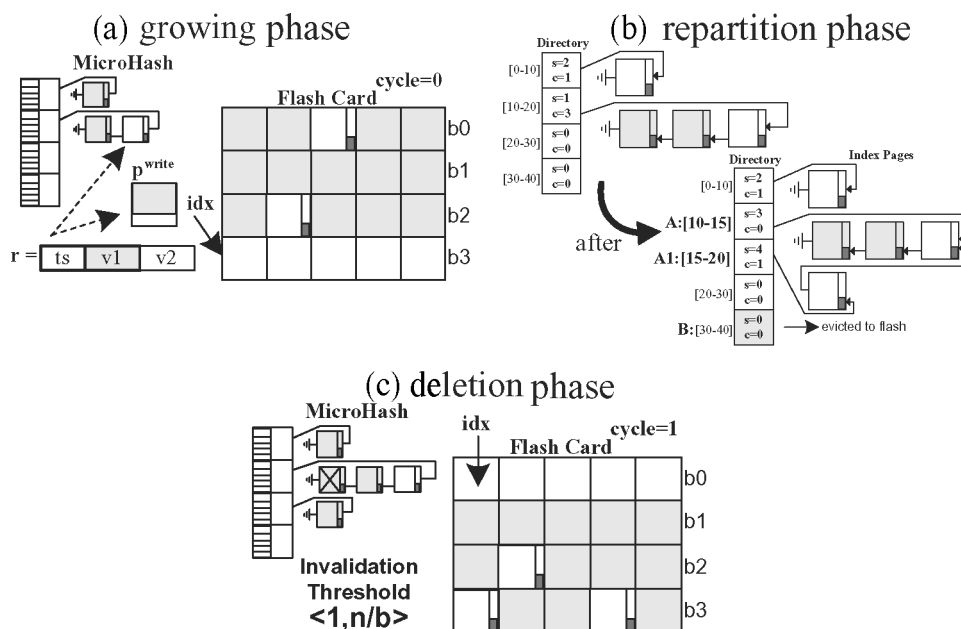 (a) growing phase
MicroHash
cycle=0
Flash Card
b0
b1
b2
b3
p write
idx
r = ts v1 v2
(b) repartition phase
Directory
[0-10] s=2 c=1
[10-20] s=1 c=3
[20-30] s=0 c=0
[30-40] s=0 c=0
after
Directory
Index Pages
[0-10] s=2 c=1
A:[10-15] s=3 c=0
A1:[15-20] s=4 c=1
[20-30] s=0 c=0
B:[30-40] s=0 c=0
evicted to flash
(c) deletion phase
MicroHash
idx
cycle=1
Flash Card
b0
b1
b2
b3
Invalidation
Threshold
<1,n/b>